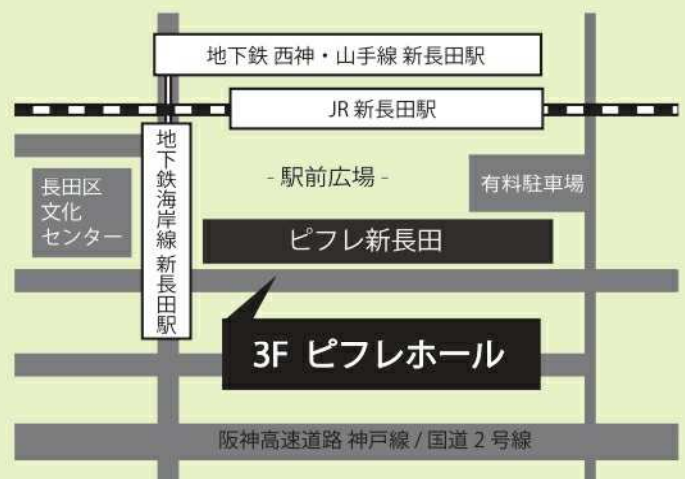 地下鉄 西神・山手線 新長田駅
JR 新長田駅
地下鉄海岸線 新長田駅
- 駅前広場 -
有料駐車場
長田区
文化
センター
ピフレ新長田
3F ピフレホール
阪神高速道路 神戸線 / 国道 2 号線